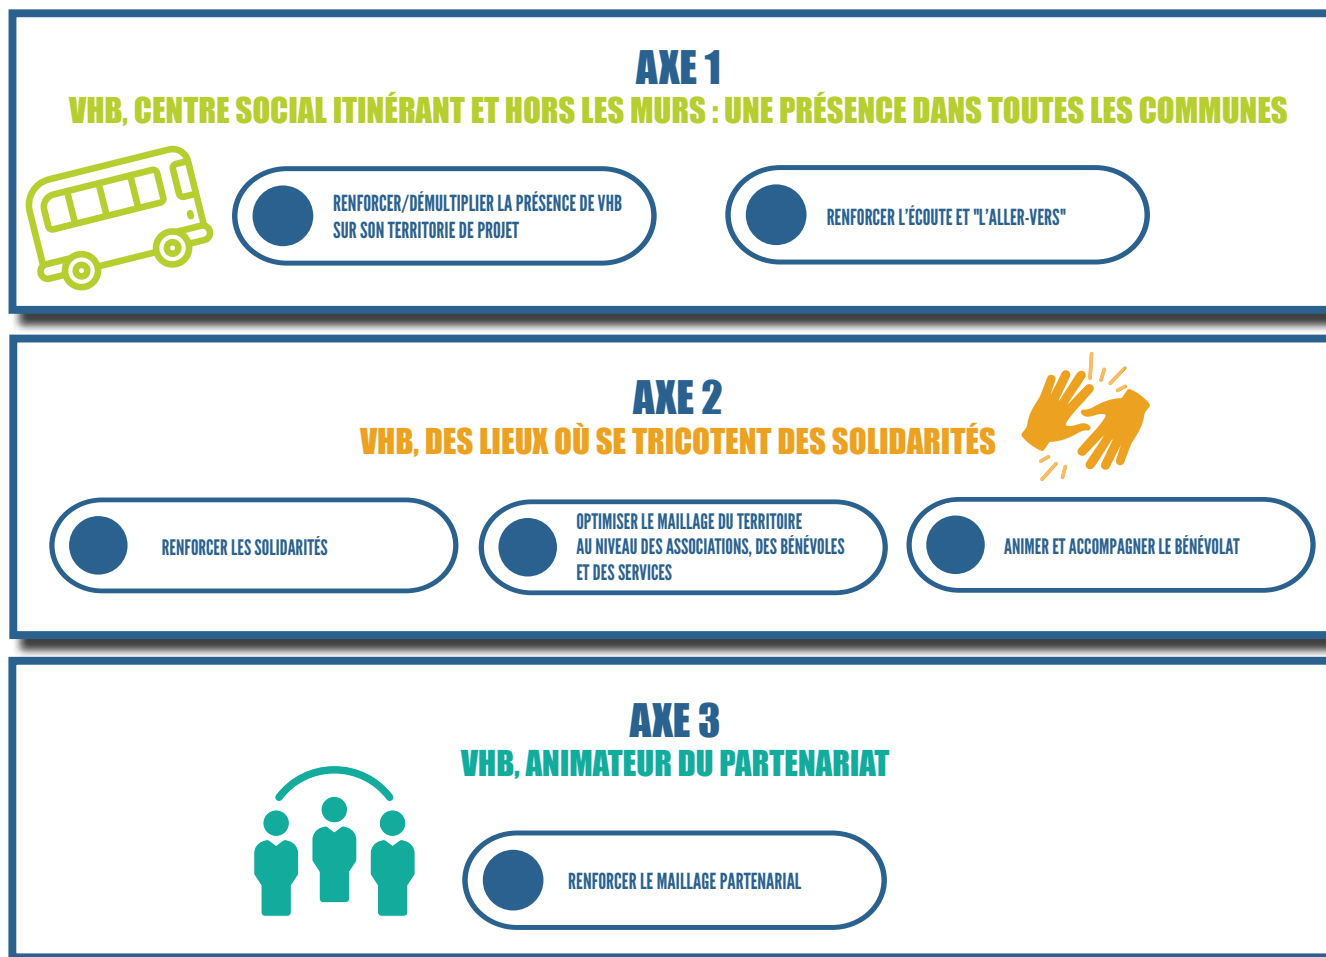 AXE 1
VHB, CENTRE SOCIAL ITINÉRANT ET HORS LES MURS : UNE PRÉSENCE DANS TOUTES LES COMMUNES
RENFORCER/DÉMULTIPLIER LA PRÉSENCE DE VHB
SUR SON TERRITORIE DE PROJET
RENFORCER L'ÉCOUTE ET "L'ALLER-VERS"
AXE 2
VHB, DES LIEUX OÙ SE TRICOTENT DES SOLIDARITÉS
RENFORCER LES SOLIDARITÉS
OPTIMISER LE MAILLAGE DU TERRITOIRE
AU NIVEAU DES ASSOCIATIONS, DES BÉNÉVOLES
ET DES SERVICES
ANIMER ET ACCOMPAGNER LE BÉNÉVOLAT
AXE 3
VHB, ANIMATEUR DU PARTENARIAT
RENFORCER LE MAILLAGE PARTENARIAL